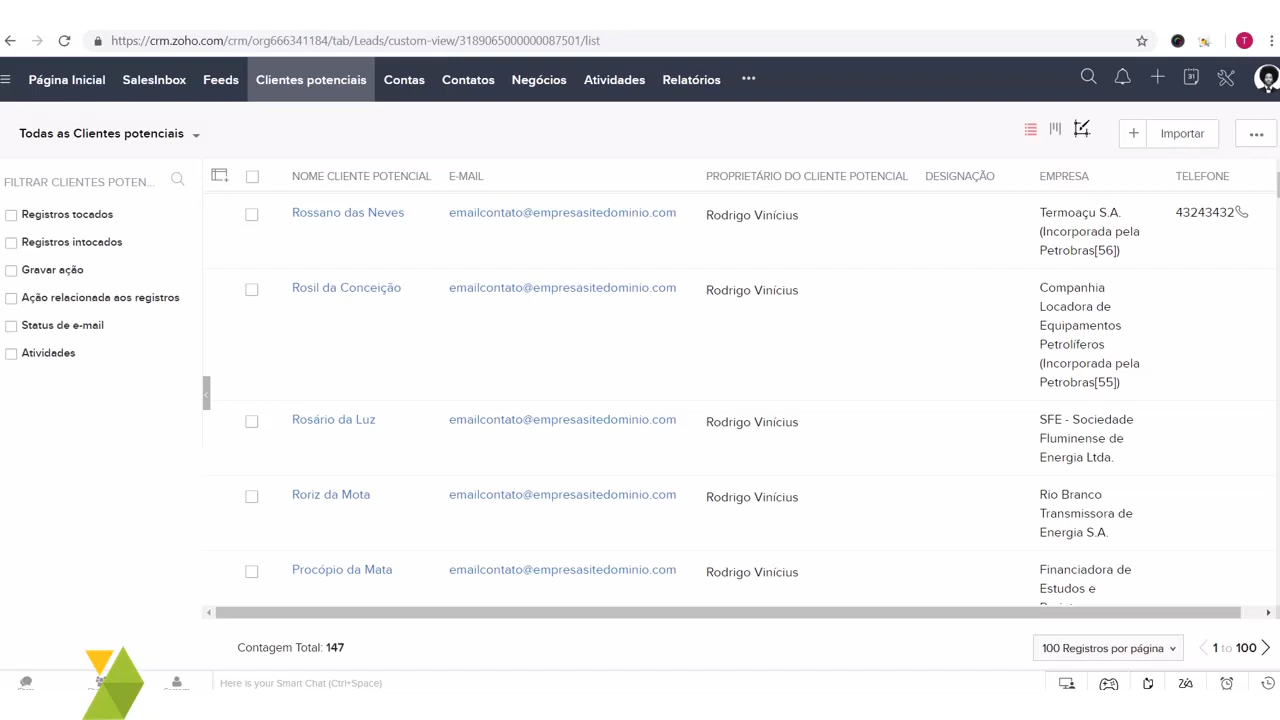 https://crm.zoho.com/crm/org666341184/tab/Leads/custom-view/3189065000000087501/list
T
Página Inicial SalesInbox Feeds Clientes potenciais Contas Contatos Negócios Atividades Relatórios •••
31
Todas as Clientes potenciais
+ Importar ...
FILTRAR CLIENTES POTEN...
Registros tocados
Registros intocados
Gravar ação
Ação relacionada aos registros
Status de e-mail
Atividades
NOME CLIENTE POTENCIAL E-MAIL PROPRIETÁRIO DO CLIENTE POTENCIAL DESIGNAÇÃO EMPRESA TELEFONE
Rossano das Neves emailcontato@empresasitedominio.com Rodrigo Vinícius Termoaçu S.A. 43243432
(Incorporada pela
Petrobras[56])
Rosil da Conceição emailcontato@empresasitedominio.com Rodrigo Vinícius Companhia
Locadora de
Equipamentos
Petrolíferos
(Incorporada pela
Petrobras[55])
Rosário da Luz emailcontato@empresasitedominio.com Rodrigo Vinícius SFE - Sociedade
Fluminense de
Energia Ltda.
Roriz da Mota emailcontato@empresasitedominio.com Rodrigo Vinícius Rio Branco
Transmissora de
Energia S.A.
Procópio da Mata emailcontato@empresasitedominio.com Rodrigo Vinícius Financiadora de
Estudos e
Contagem Total: 147
100 Registros por página
1 to 100
Here is your Smart Chat (Ctrl+Space)